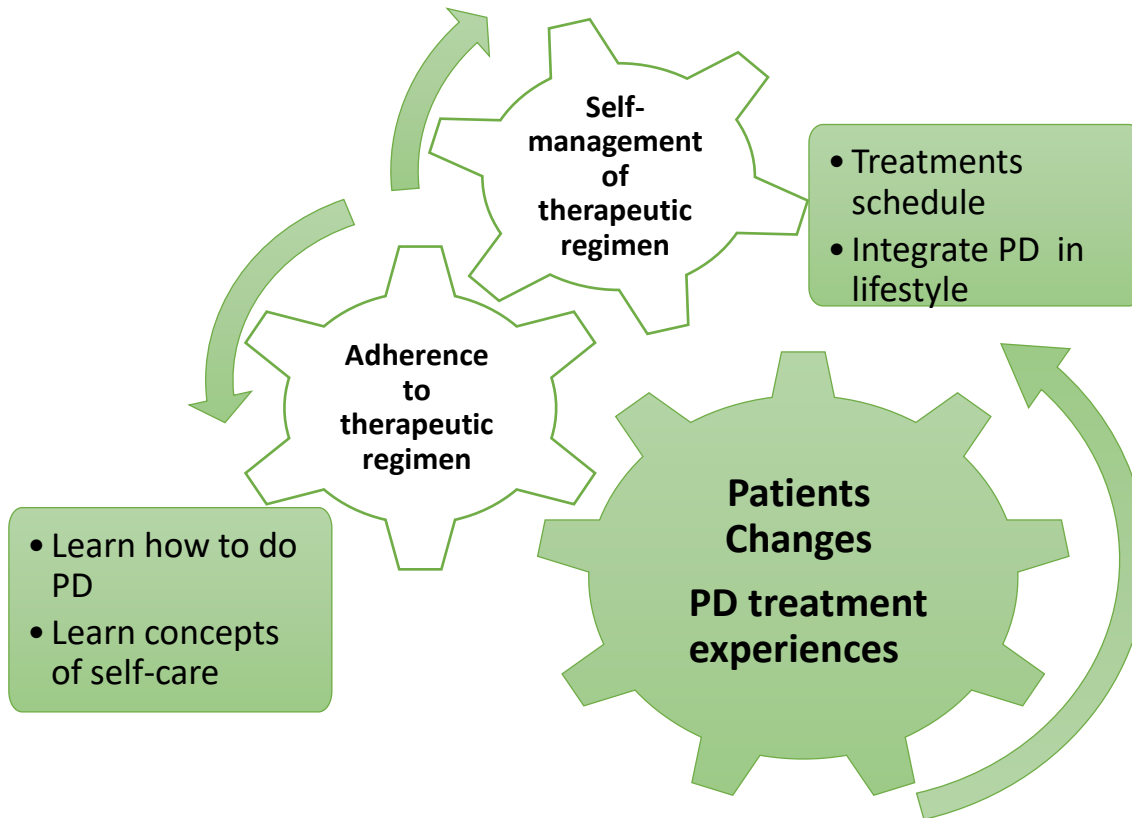 Self-
management
of
therapeutic
regimen
• Treatments
schedule
• Integrate PD in
lifestyle
Adherence
to
therapeutic
regimen
• Learn how to do
PD
• Learn concepts
of self-care
Patients
Changes
PD treatment
experiences